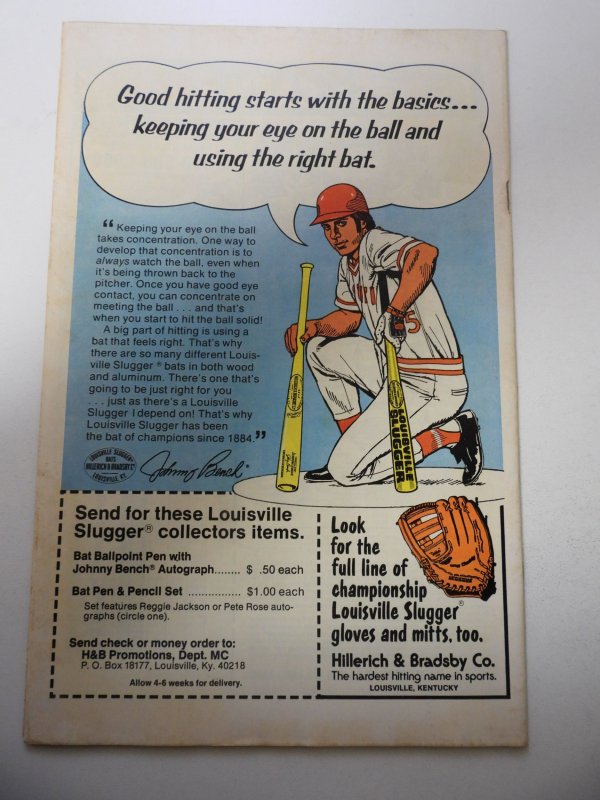 Good hitting starts with the basics...
keeping your eye on the ball and
using the right bat.
“Keeping your eye on the ball
takes concentration. One way to
develop that concentration is to
always watch the ball, even when
it's being thrown back to the
pitcher. Once you have good eye
contact, you can concentrate on
meeting the ball . . . and that's
when you start to hit the ball solid!
A big part of hitting is using a
bat that feels right. That's why
there are so many different Louis-
ville Slugger® bats in both wood
and aluminum. There's one that's
going to be just right for you
. . . just as there's a Louisville
Slugger I depend on! That's why
Louisville Slugger has been
the bat of champions since 1884.”
LOUISVILLE SLUGGER
BATS
HILLERICH & BRADSBY Co
LOUISVILLE, KY.
Johnny Bench®
5
LOUISVILLE
SLUGGER
Send for these Louisville
Slugger® collectors items.
Bat Ballpoint Pen with
Johnny Bench® Autograph........ $ .50 each
Bat Pen & Pencil Set ................ $1.00 each
Set features Reggie Jackson or Pete Rose auto-
graphs (circle one).
Send check or money order to:
H&B Promotions, Dept. MC
P. O. Box 18177, Louisville, Ky. 40218
Allow 4-6 weeks for delivery.
Look
for the
full line of
championship
Louisville Slugger®
gloves and mitts, too.
Hillerich & Bradsby Co.
The hardest hitting name in sports.
LOUISVILLE, KENTUCKY